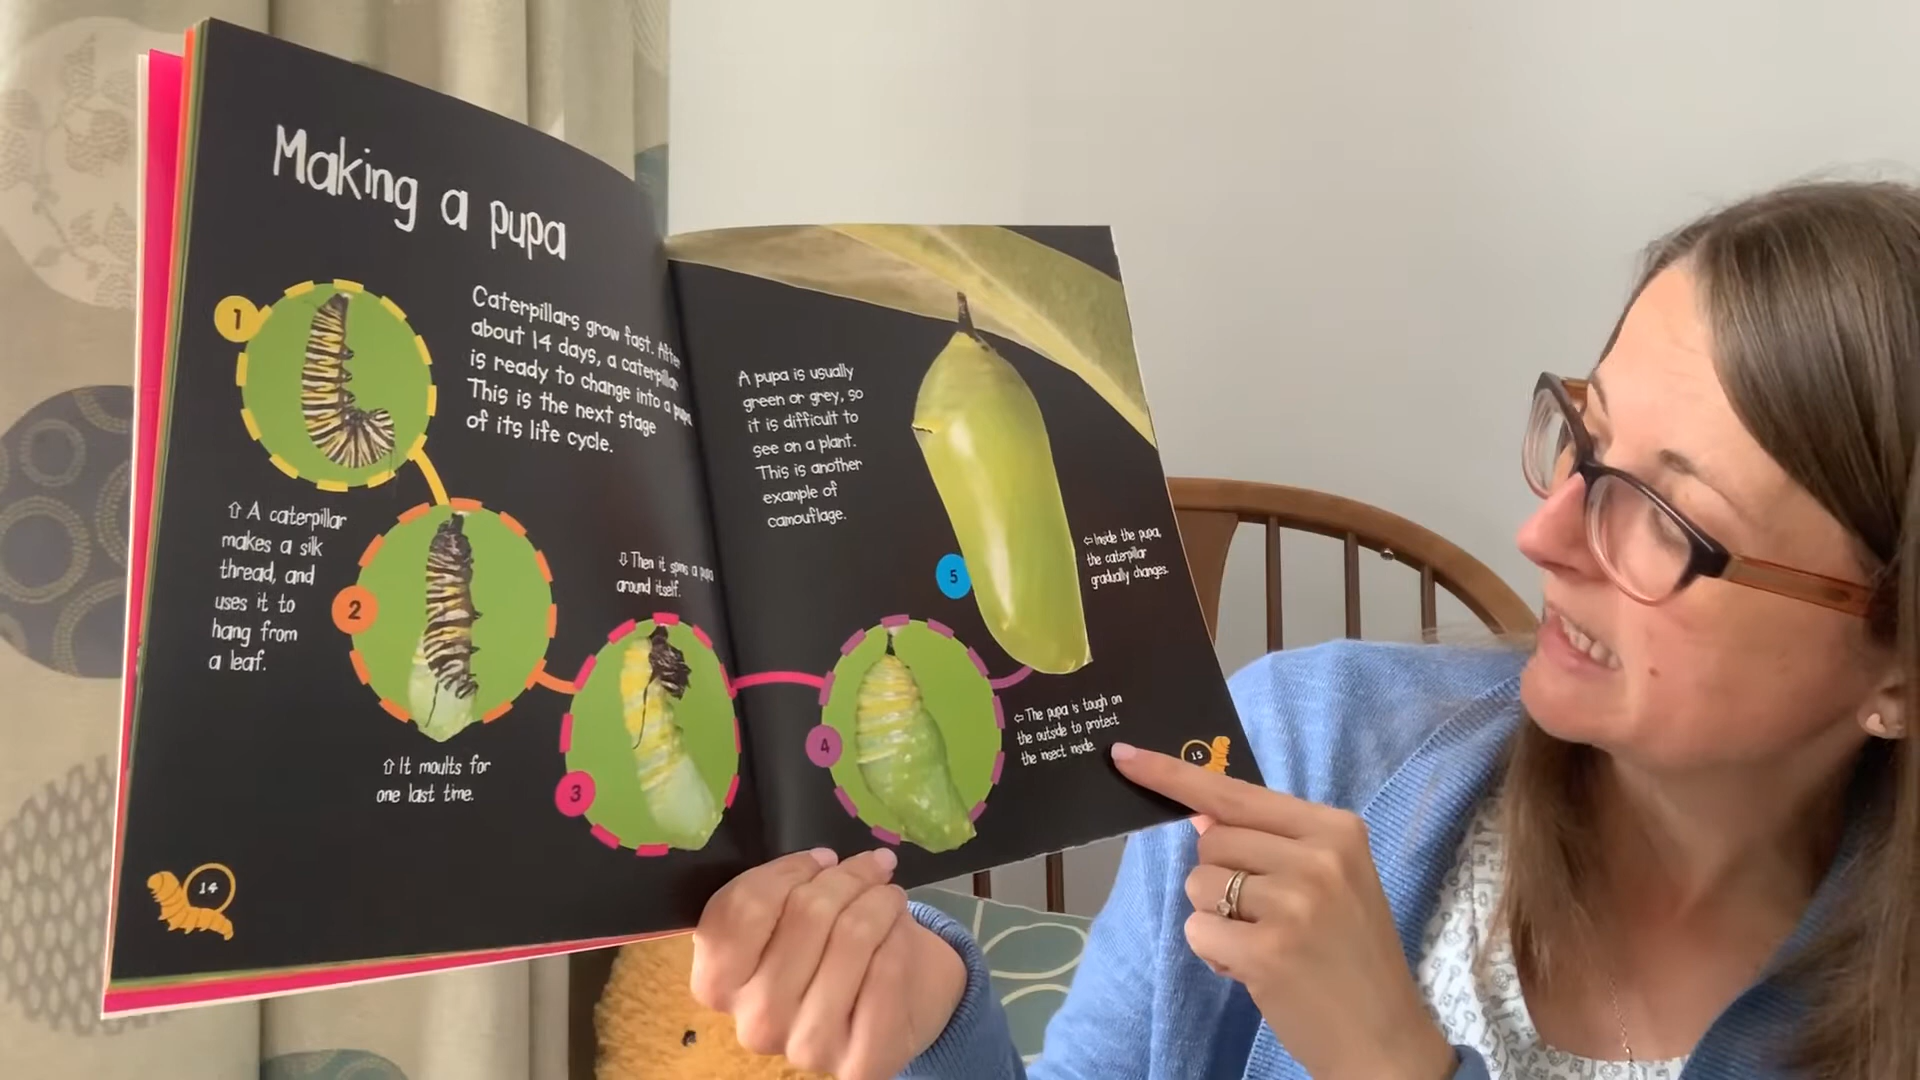 Making a pupa
1
Caterpillars grow fast. After
about 14 days, a caterpillar
is ready to change into a pupa.
This is the next stage
of its life cycle.
⇧ A caterpillar
makes a silk
thread, and
uses it to
hang from
a leaf.
2
⇧ It moults for
one last time.
⇩ Then it spins a pupa
around itself.
3
14
A pupa is usually
green or grey, so
it is difficult to
see on a plant.
This is another
example of
camouflage.
4
⇦ The pupa is tough on
the outside to protect
the insect inside.
5
⇦ Inside the pupa,
the caterpillar
gradually changes.
15